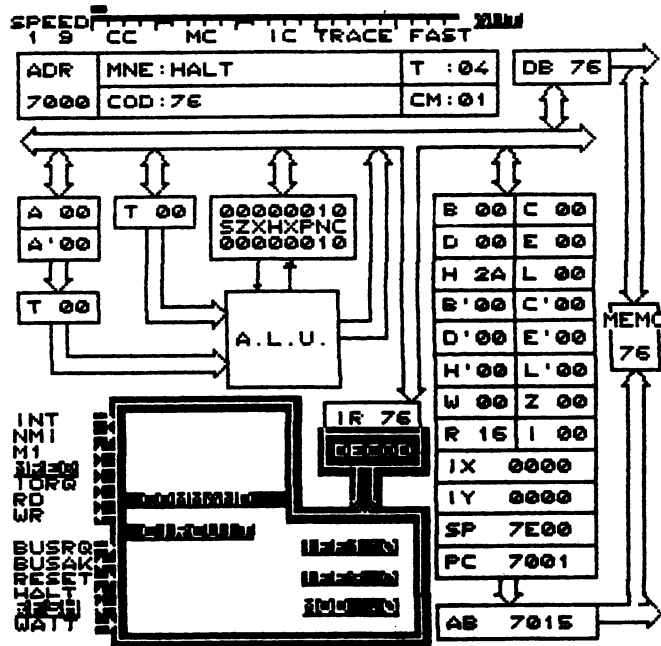 SPEED
1 9 CC MC IC TRACE FAST
ADR MNE:HALT T :04
7000 COD:76 CM:01
DB 76
A 00
A'00
T 00
T 00
00000010
SZXHXPNC
00000010
A.L.U.
B 00 C 00
D 00 E 00
H 2A L 00
B'00 C'00
D'00 E'00
H'00 L'00
W 00 Z 00
R 16 I 00
IX 0000
IY 0000
SP 7E00
PC 7001
AB 7015
MEMO
76
IR 76
INT
NMI
M1
TORQ
RD
WR
BUSRQ
BUSAK
RESET
HALT
WATT